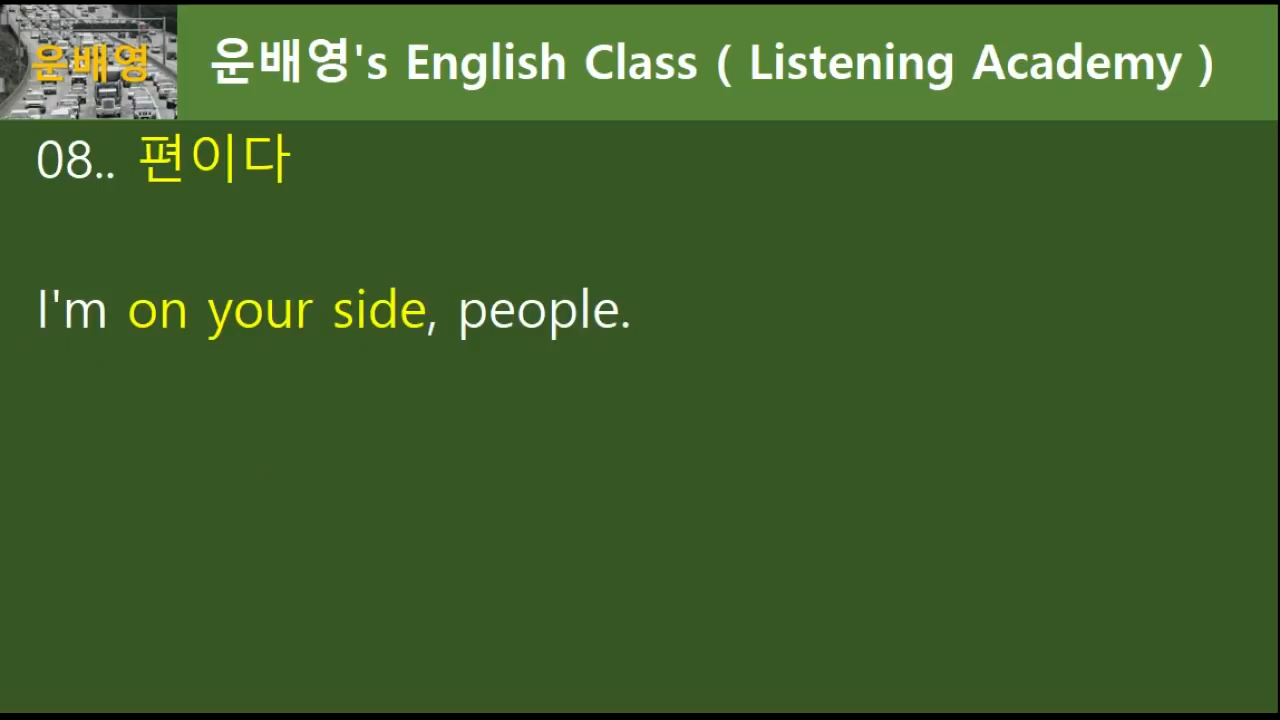 운배영
운배영's English Class ( Listening Academy )
08.. 편이다
I'm on your side, people.